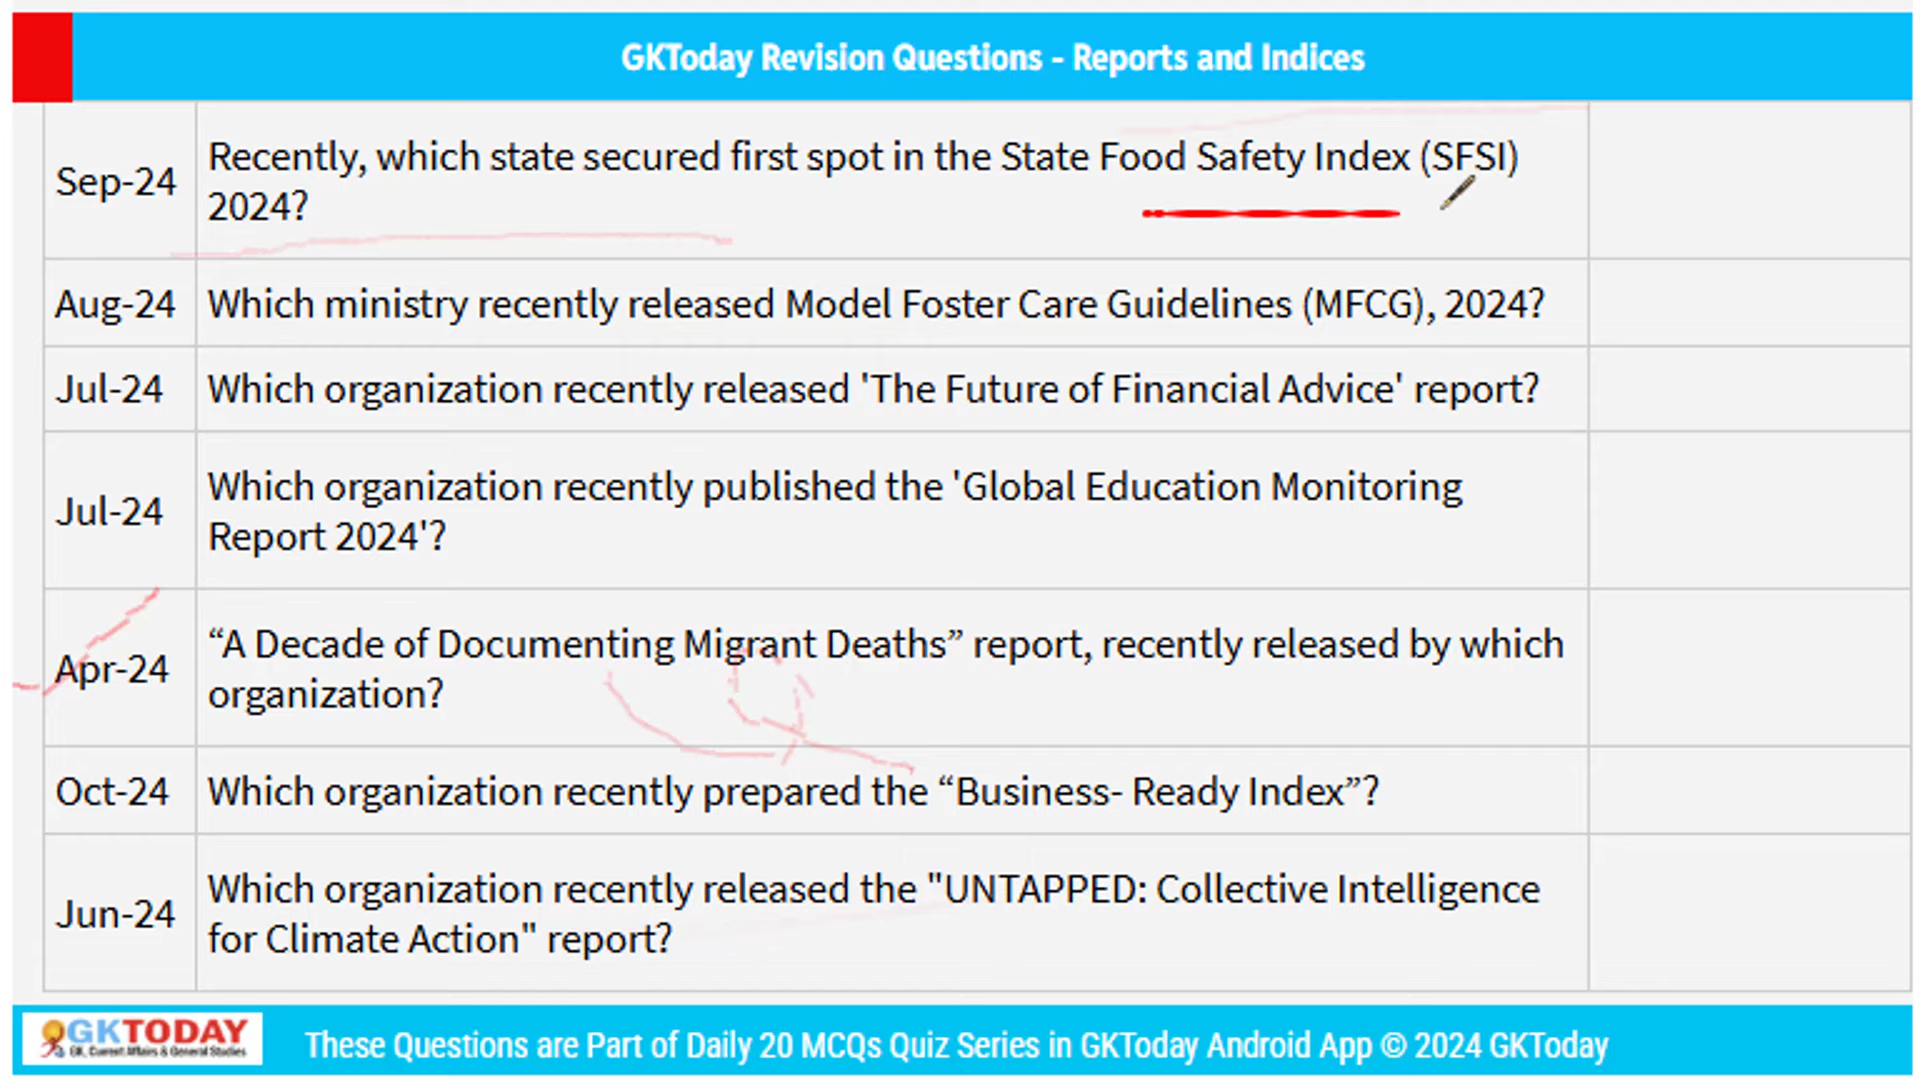 GKToday Revision Questions - Reports and Indices
Sep-24
Recently, which state secured first spot in the State Food Safety Index (SFSI)
2024?
Aug-24
Which ministry recently released Model Foster Care Guidelines (MFCG), 2024?
Jul-24
Which organization recently released 'The Future of Financial Advice' report?
Jul-24
Which organization recently published the 'Global Education Monitoring
Report 2024'?
Apr-24
“A Decade of Documenting Migrant Deaths” report, recently released by which
organization?
Oct-24
Which organization recently prepared the “Business- Ready Index”?
Jun-24
Which organization recently released the "UNTAPPED: Collective Intelligence
for Climate Action" report?
GKTODAY
GK, Current Affairs & General Studies
These Questions are Part of Daily 20 MCQs Quiz Series in GKToday Android App © 2024 GKToday